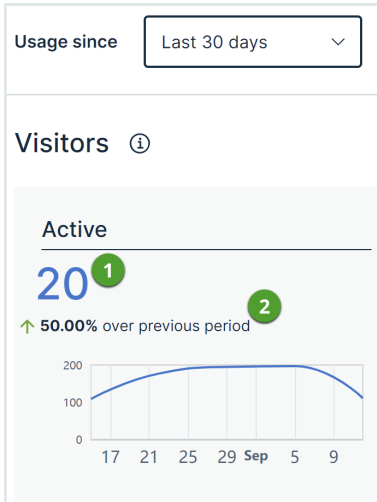 Usage since Last 30 days
Visitors
Active
20 1
50.00% over previous period 2
200
100
0
17 21 25 29 Sep 5 9